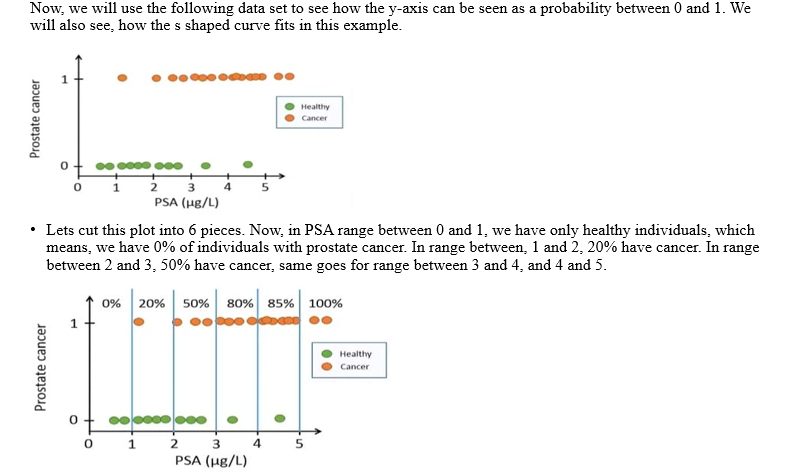 Now, we will use the following data set to see how the y-axis can be seen as a probability between 0 and 1. We
will also see, how the s shaped curve fits in this example.
Prostate cancer
1
0
Healthy
Cancer
0 1 2 3 4 5
PSA (µg/L)
• Lets cut this plot into 6 pieces. Now, in PSA range between 0 and 1, we have only healthy individuals, which
means, we have 0% of individuals with prostate cancer. In range between, 1 and 2, 20% have cancer. In range
between 2 and 3, 50% have cancer, same goes for range between 3 and 4, and 4 and 5.
0% 20% 50% 80% 85% 100%
Prostate cancer
1
0
Healthy
Cancer
0 1 2 3 4 5
PSA (µg/L)